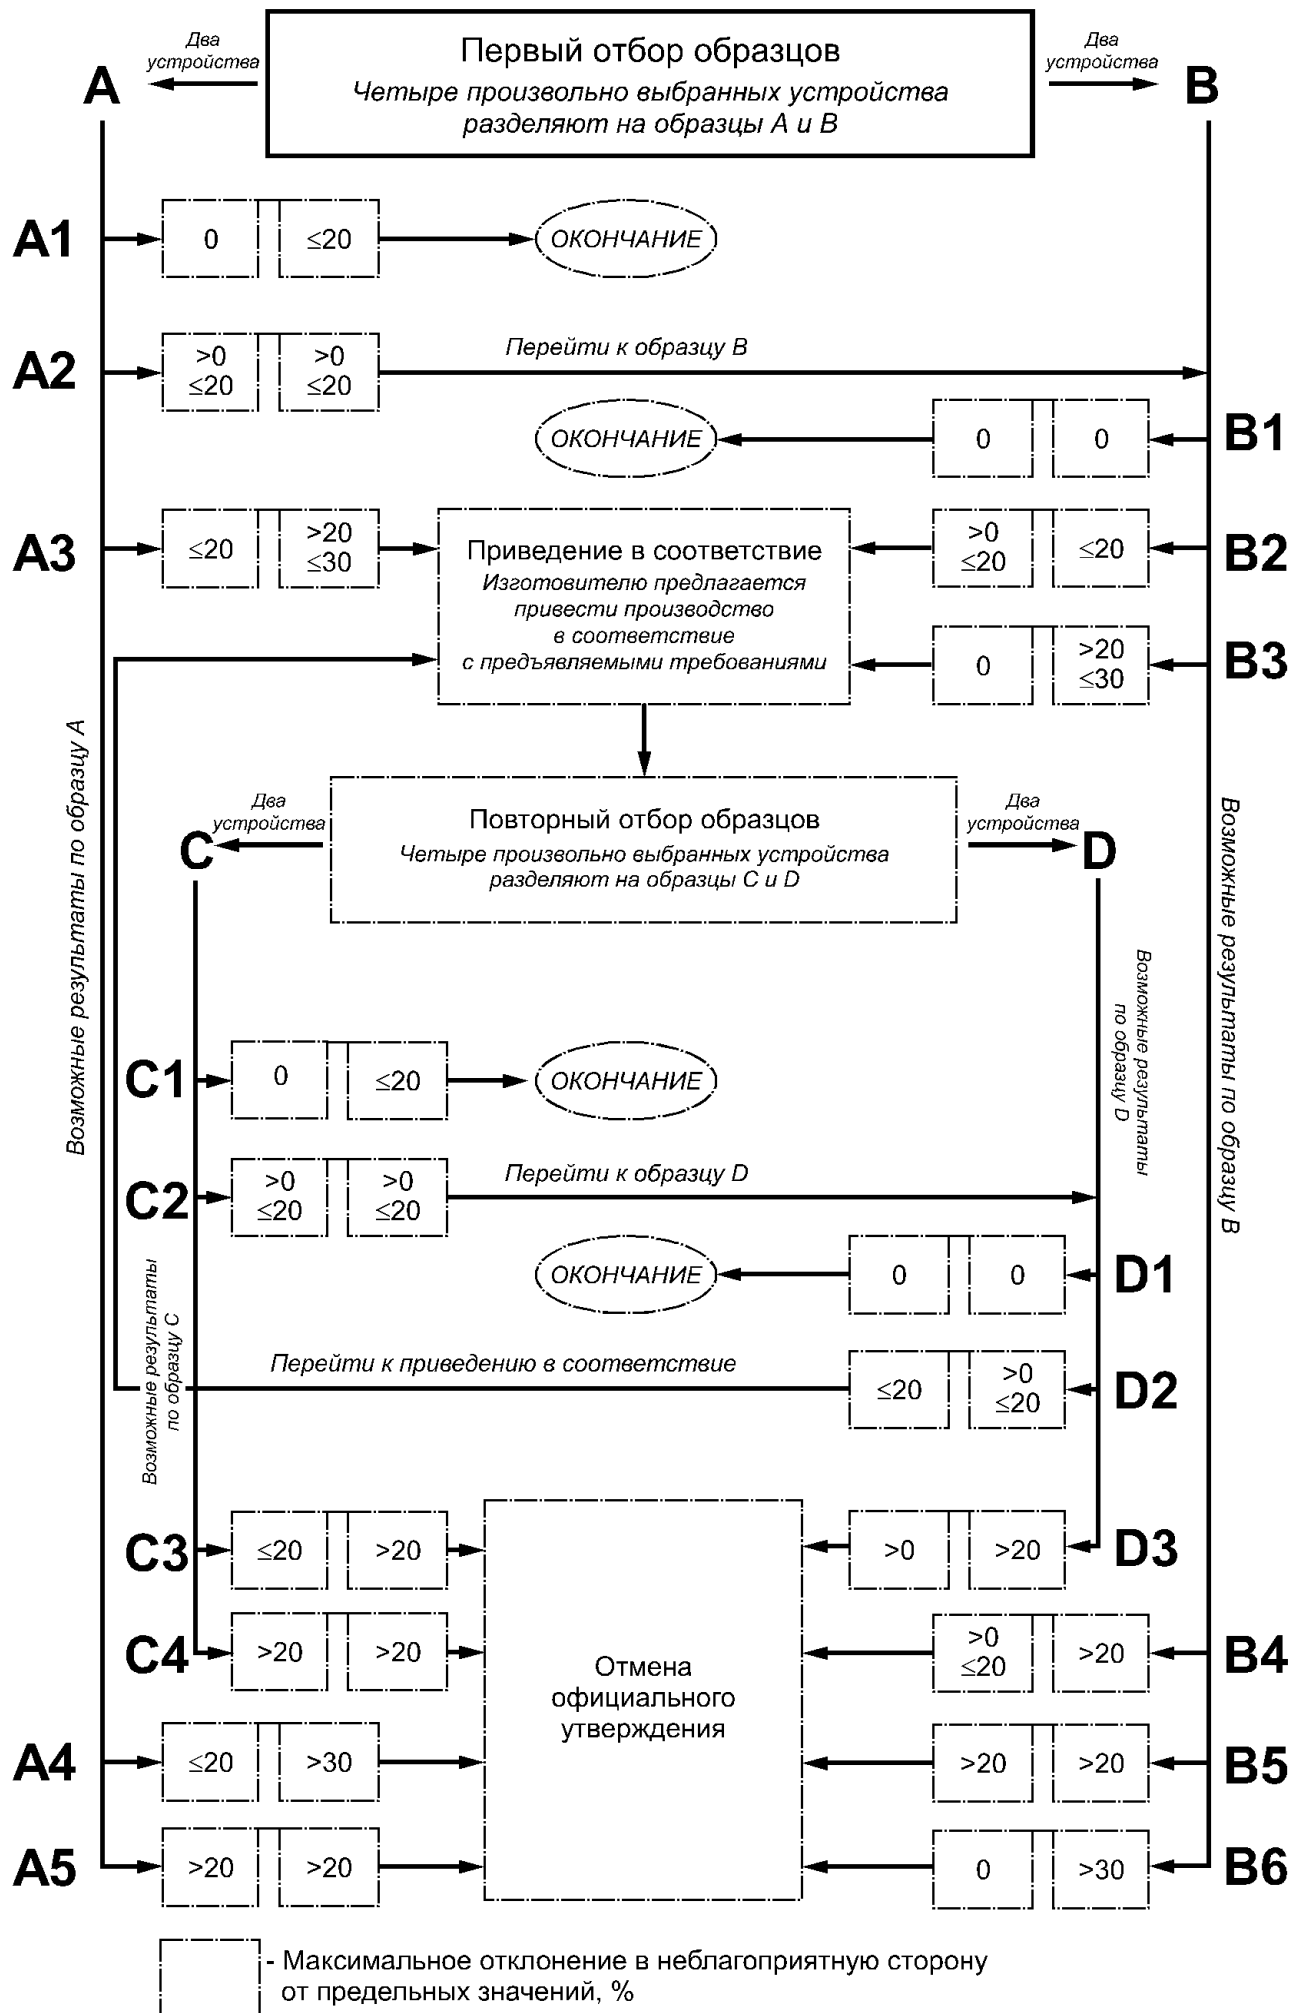 Два
устройства
Первый отбор образцов
Четыре произвольно выбранных устройства
разделяют на образцы А и В
Два
устройства
A
B
A1
0
≤20
ОКОНЧАНИЕ
A2
>0
≤20
>0
≤20
Перейти к образцу В
ОКОНЧАНИЕ
0
0
B1
A3
≤20
>20
≤30
Приведение в соответствие
Изготовителю предлагается
привести производство
в соответствие
с предъявляемыми требованиями
>0
≤20
≤20
B2
0
>20
≤30
B3
Возможные результаты по образцу А
Два
устройства
C
Повторный отбор образцов
Четыре произвольно выбранных устройства
разделяют на образцы С и D
Два
устройства
D
Возможные результаты по образцу В
Возможные результаты
по образцу D
C1
0
≤20
ОКОНЧАНИЕ
C2
>0
≤20
>0
≤20
Перейти к образцу D
ОКОНЧАНИЕ
0
0
D1
Возможные результаты
по образцу С
Перейти к приведению в соответствие
≤20
>0
≤20
D2
C3
≤20
>20
>0
>20
D3
C4
>20
>20
Отмена
официального
утверждения
>0
≤20
>20
B4
A4
≤20
>30
>20
>20
B5
A5
>20
>20
0
>30
B6
- Максимальное отклонение в неблагоприятную сторону
от предельных значений, %